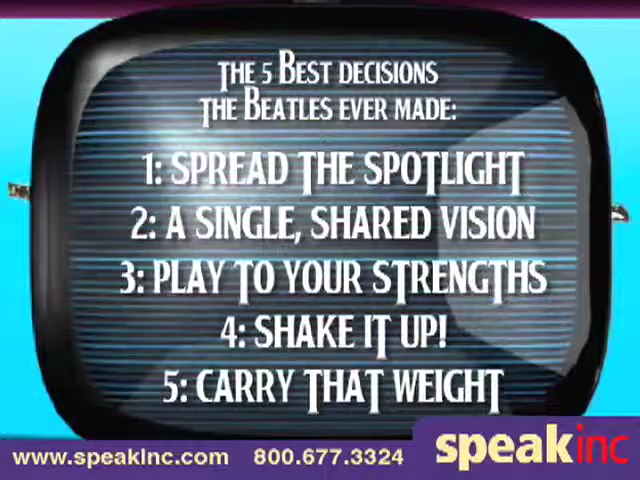 THE 5 BEST DECISIONS
THE BEATLES EVER MADE:
1: SPREAD THE SPOTLIGHT
2: A SINGLE, SHARED VISION
3: PLAY TO YOUR STRENGTHS
4: SHAKE IT UP!
5: CARRY THAT WEIGHT
www.speakInc.com 800.677.3324
speakinc